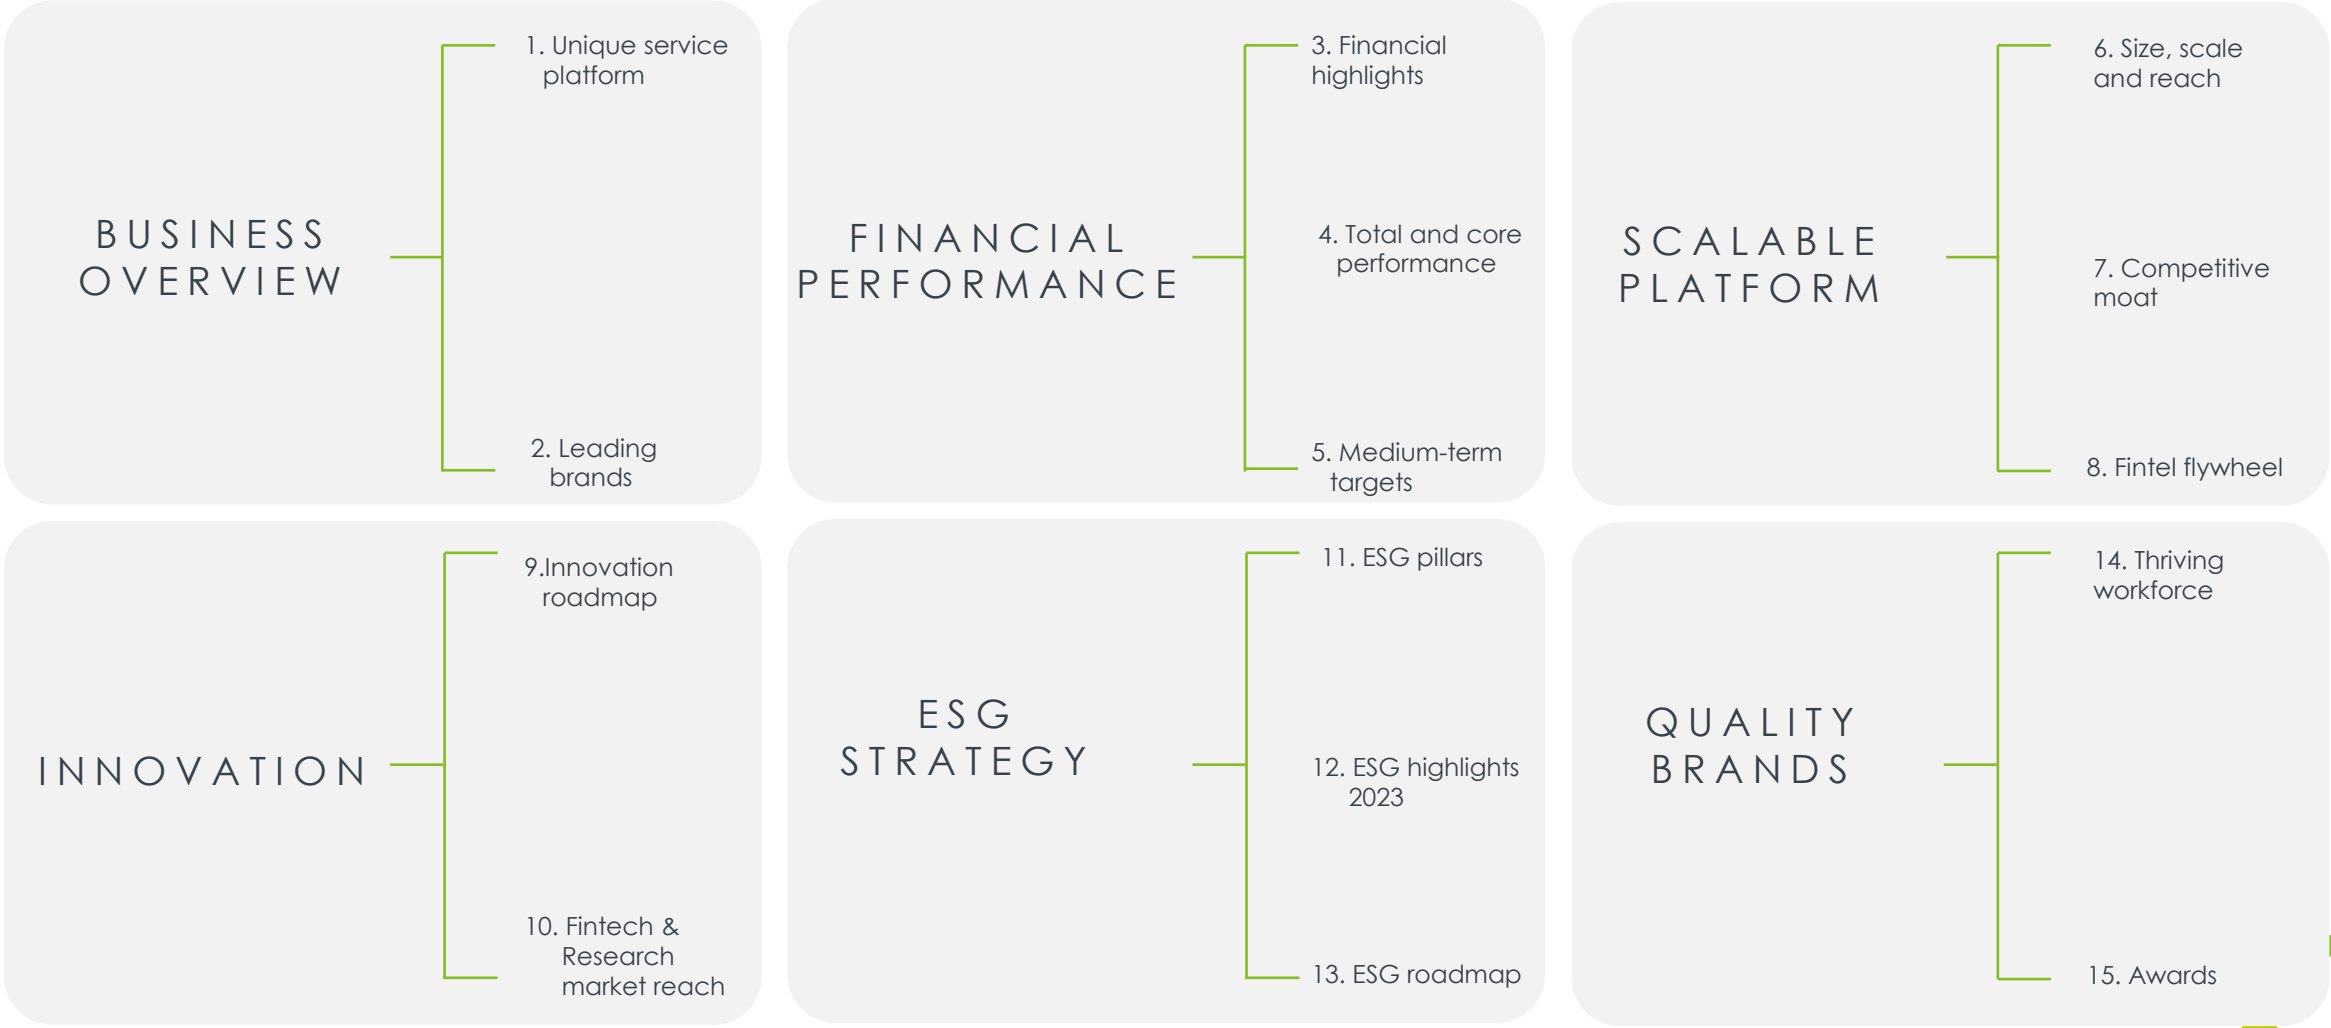 BUSINESS
OVERVIEW
1. Unique service
platform
2. Leading
brands
FINANCIAL
PERFORMANCE
3. Financial
highlights
4. Total and core
performance
5. Medium-term
targets
SCALABLE
PLATFORM
6. Size, scale
and reach
7. Competitive
moat
8. Fintel flywheel
INNOVATION
9.Innovation
roadmap
10. Fintech &
Research
market reach
ESG
STRATEGY
11. ESG pillars
12. ESG highlights
2023
13. ESG roadmap
QUALITY
BRANDS
14. Thriving
workforce
15. Awards